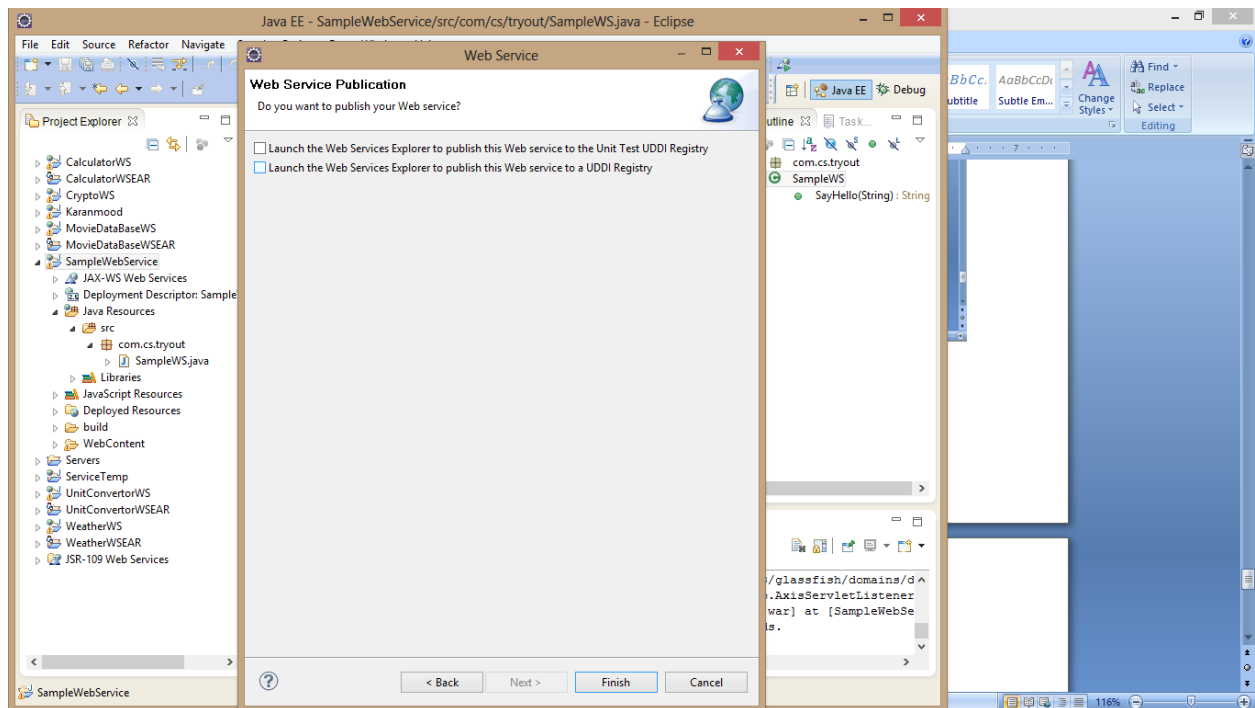 Java EE - SampleWebService/src/com/cs/tryout/SampleWS.java - Eclipse
File Edit Source Refactor Navigate
Project Explorer
CalculatorWS
CalculatorWSEAR
CryptoWS
Karanmood
MovieDataBaseWS
MovieDataBaseWSEAR
SampleWebService
JAX-WS Web Services
Deployment Descriptor: Sample
Java Resources
src
com.cs.tryout
SampleWS.java
Libraries
JavaScript Resources
Deployed Resources
build
WebContent
Servers
ServiceTemp
UnitConvertorWS
UnitConvertorWSEAR
WeatherWS
WeatherWSEAR
JSR-109 Web Services
SampleWebService
Web Service
Web Service Publication
Do you want to publish your Web service?
Launch the Web Services Explorer to publish this Web service to the Unit Test UDDI Registry
Launch the Web Services Explorer to publish this Web service to a UDDI Registry
?
< Back Next > Finish Cancel
Java EE Debug
utline Task...
com.cs.tryout
SampleWS
SayHello(String) : String
/glassfish/domains/d
.AxisServletListener
war] at [SampleWebSe
BbCc. AaBbCcDc
ubtitle Subtle Em...
Change
Styles
Find
Replace
Select
Editing
7
116%